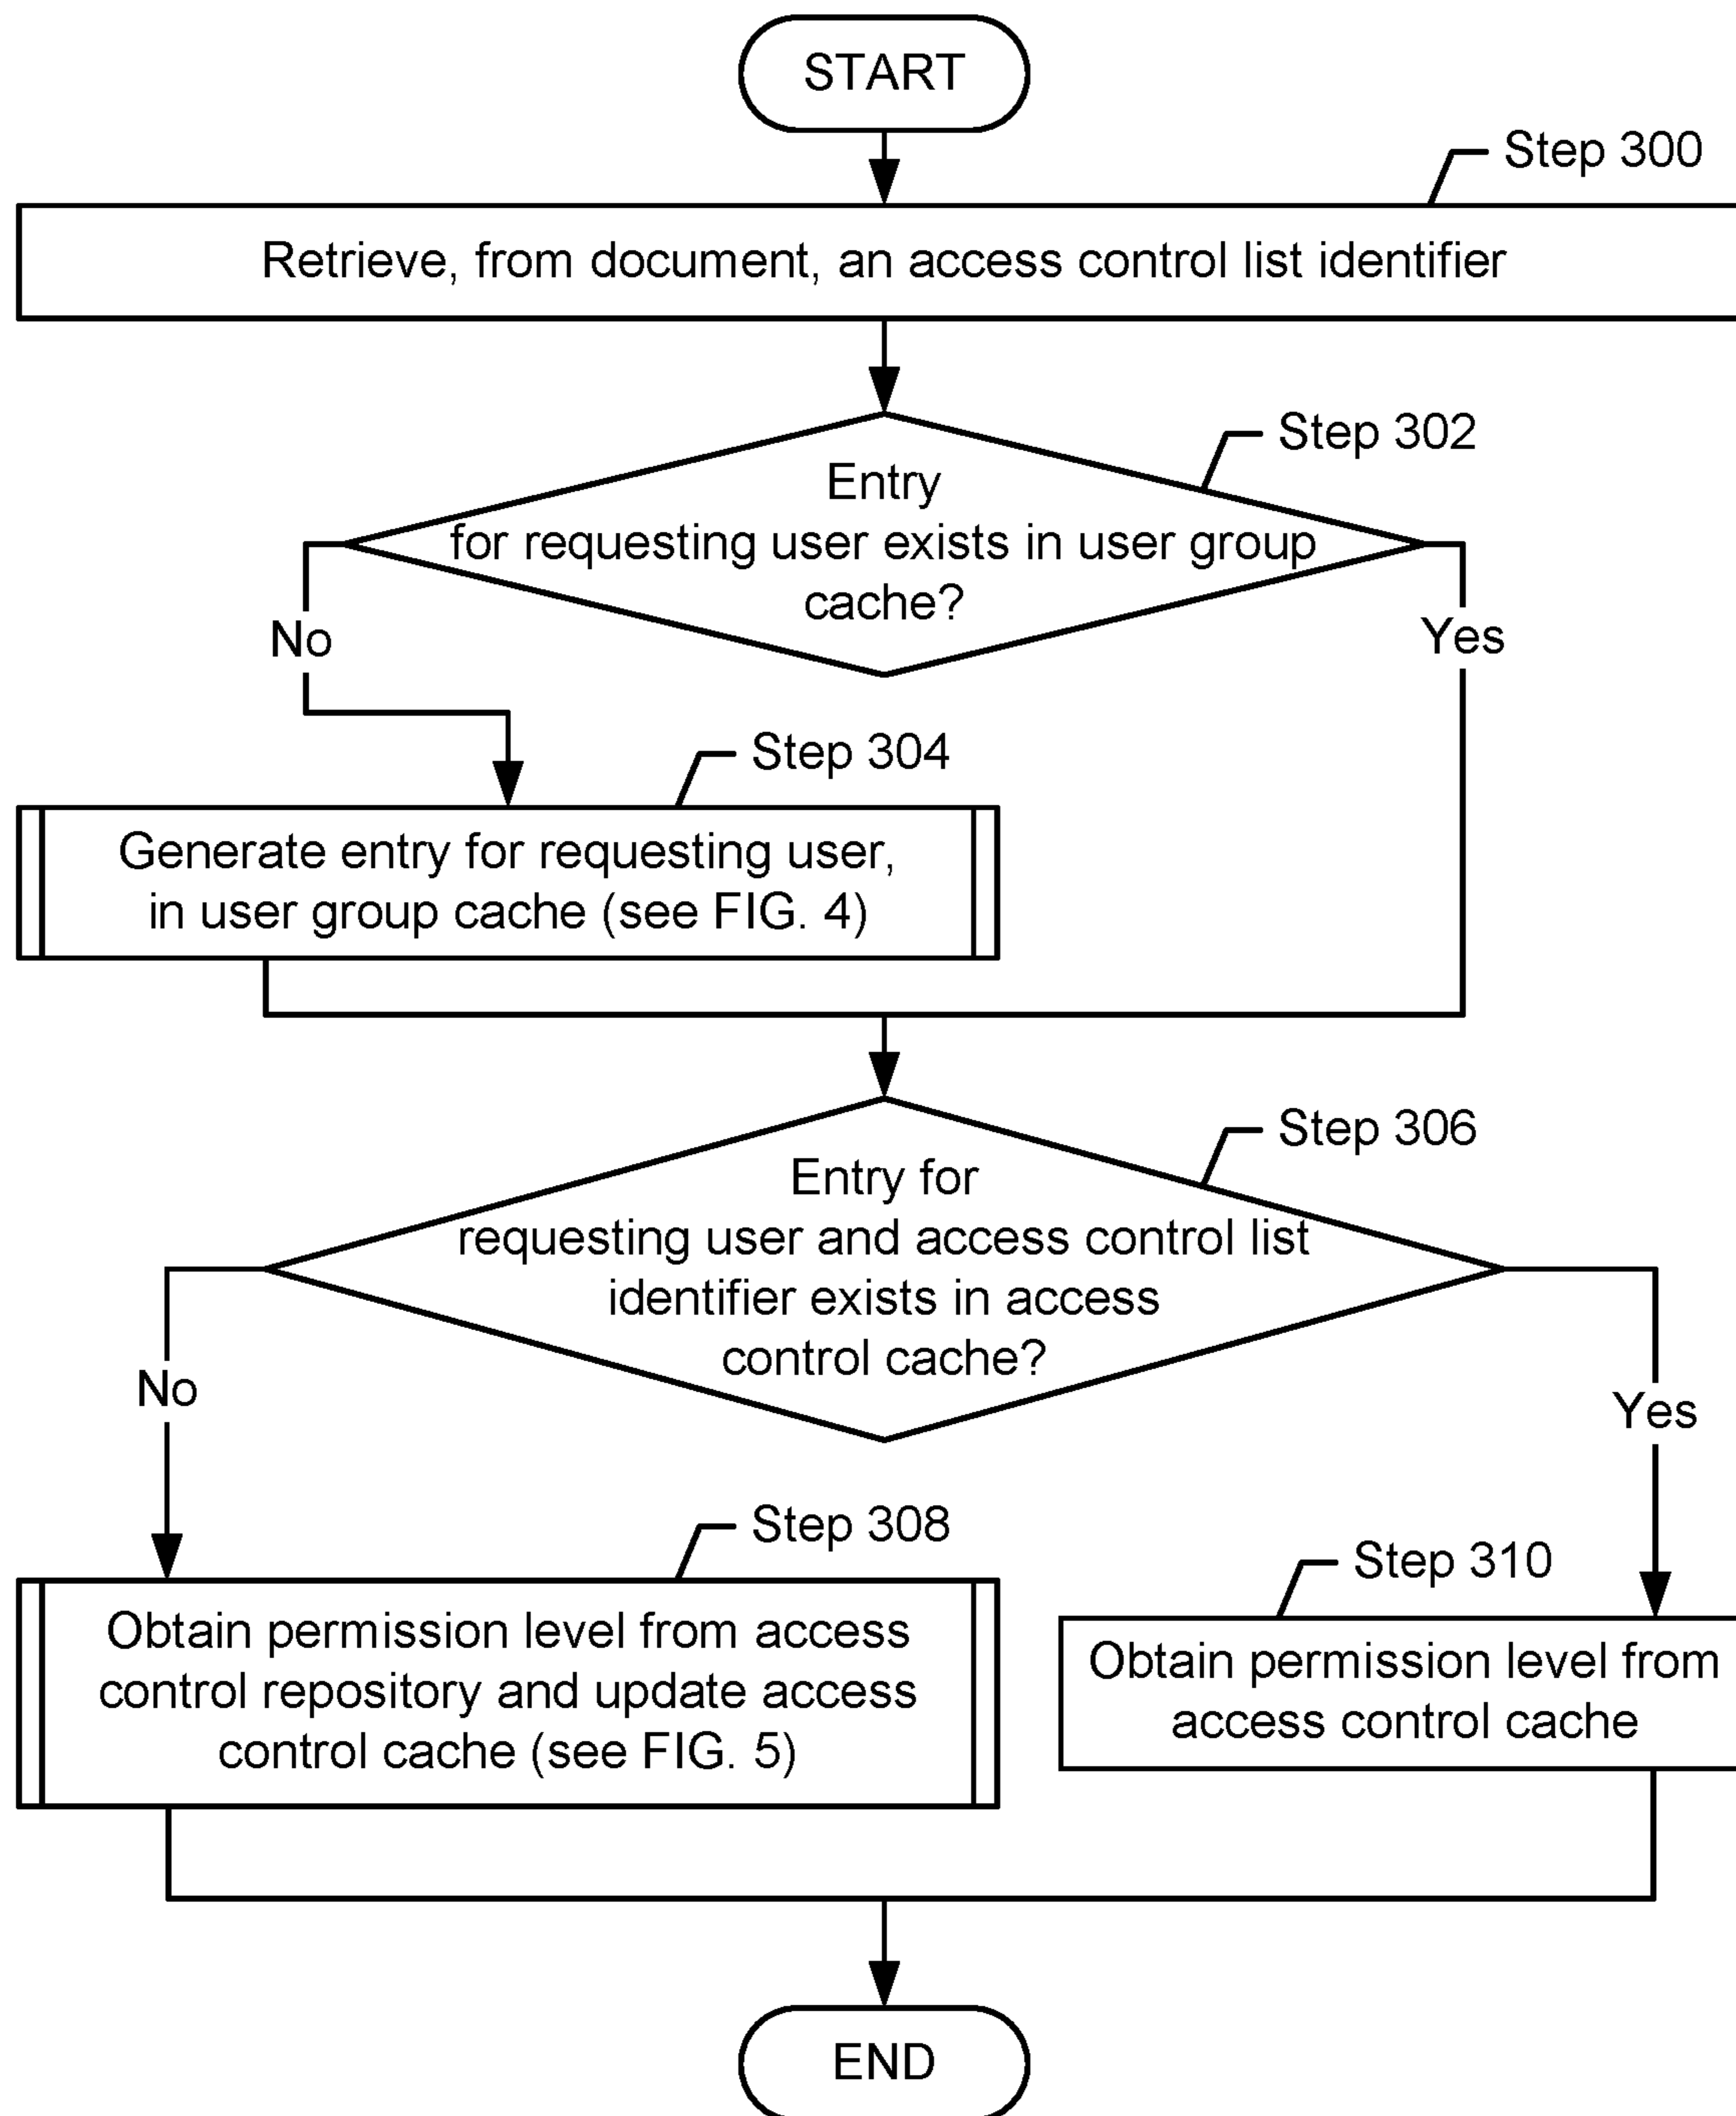 START
Step 300
Retrieve, from document, an access control list identifier
Step 302
Entry
for requesting user exists in user group
cache?
No
Yes
Step 304
Generate entry for requesting user,
in user group cache (see FIG. 4)
Step 306
Entry for
requesting user and access control list
identifier exists in access
control cache?
No
Yes
Step 308
Obtain permission level from access
control repository and update access
control cache (see FIG. 5)
Step 310
Obtain permission level from
access control cache
END